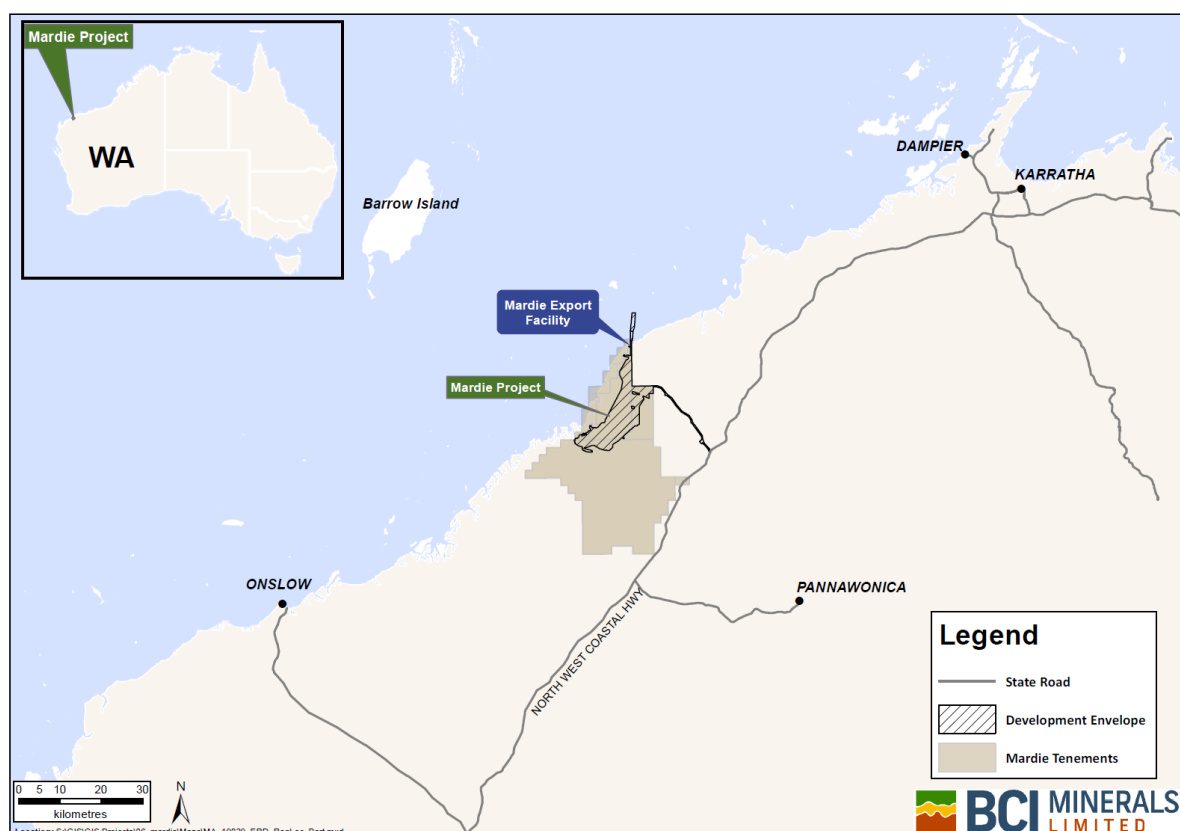 Mardie Project
WA
Barrow Island
DAMPIER
KARRATHA
Mardie Export
Facility
Mardie Project
ONSLOW
PANNAWONICA
NORTH WEST COASTAL HWY
Legend
State Road
Development Envelope
Mardie Tenements
0 5 10 20 30
kilometres
N
BCI MINERALS
LIMITED